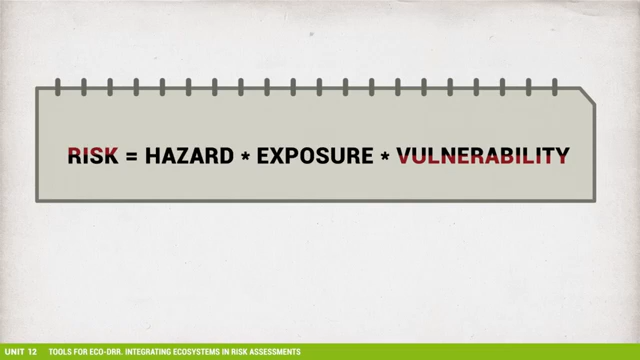 RISK = HAZARD * EXPOSURE * VULNERABILITY
UNIT 12 TOOLS FOR ECO-DRR. INTEGRATING ECOSYSTEMS IN RISK ASSESSMENTS